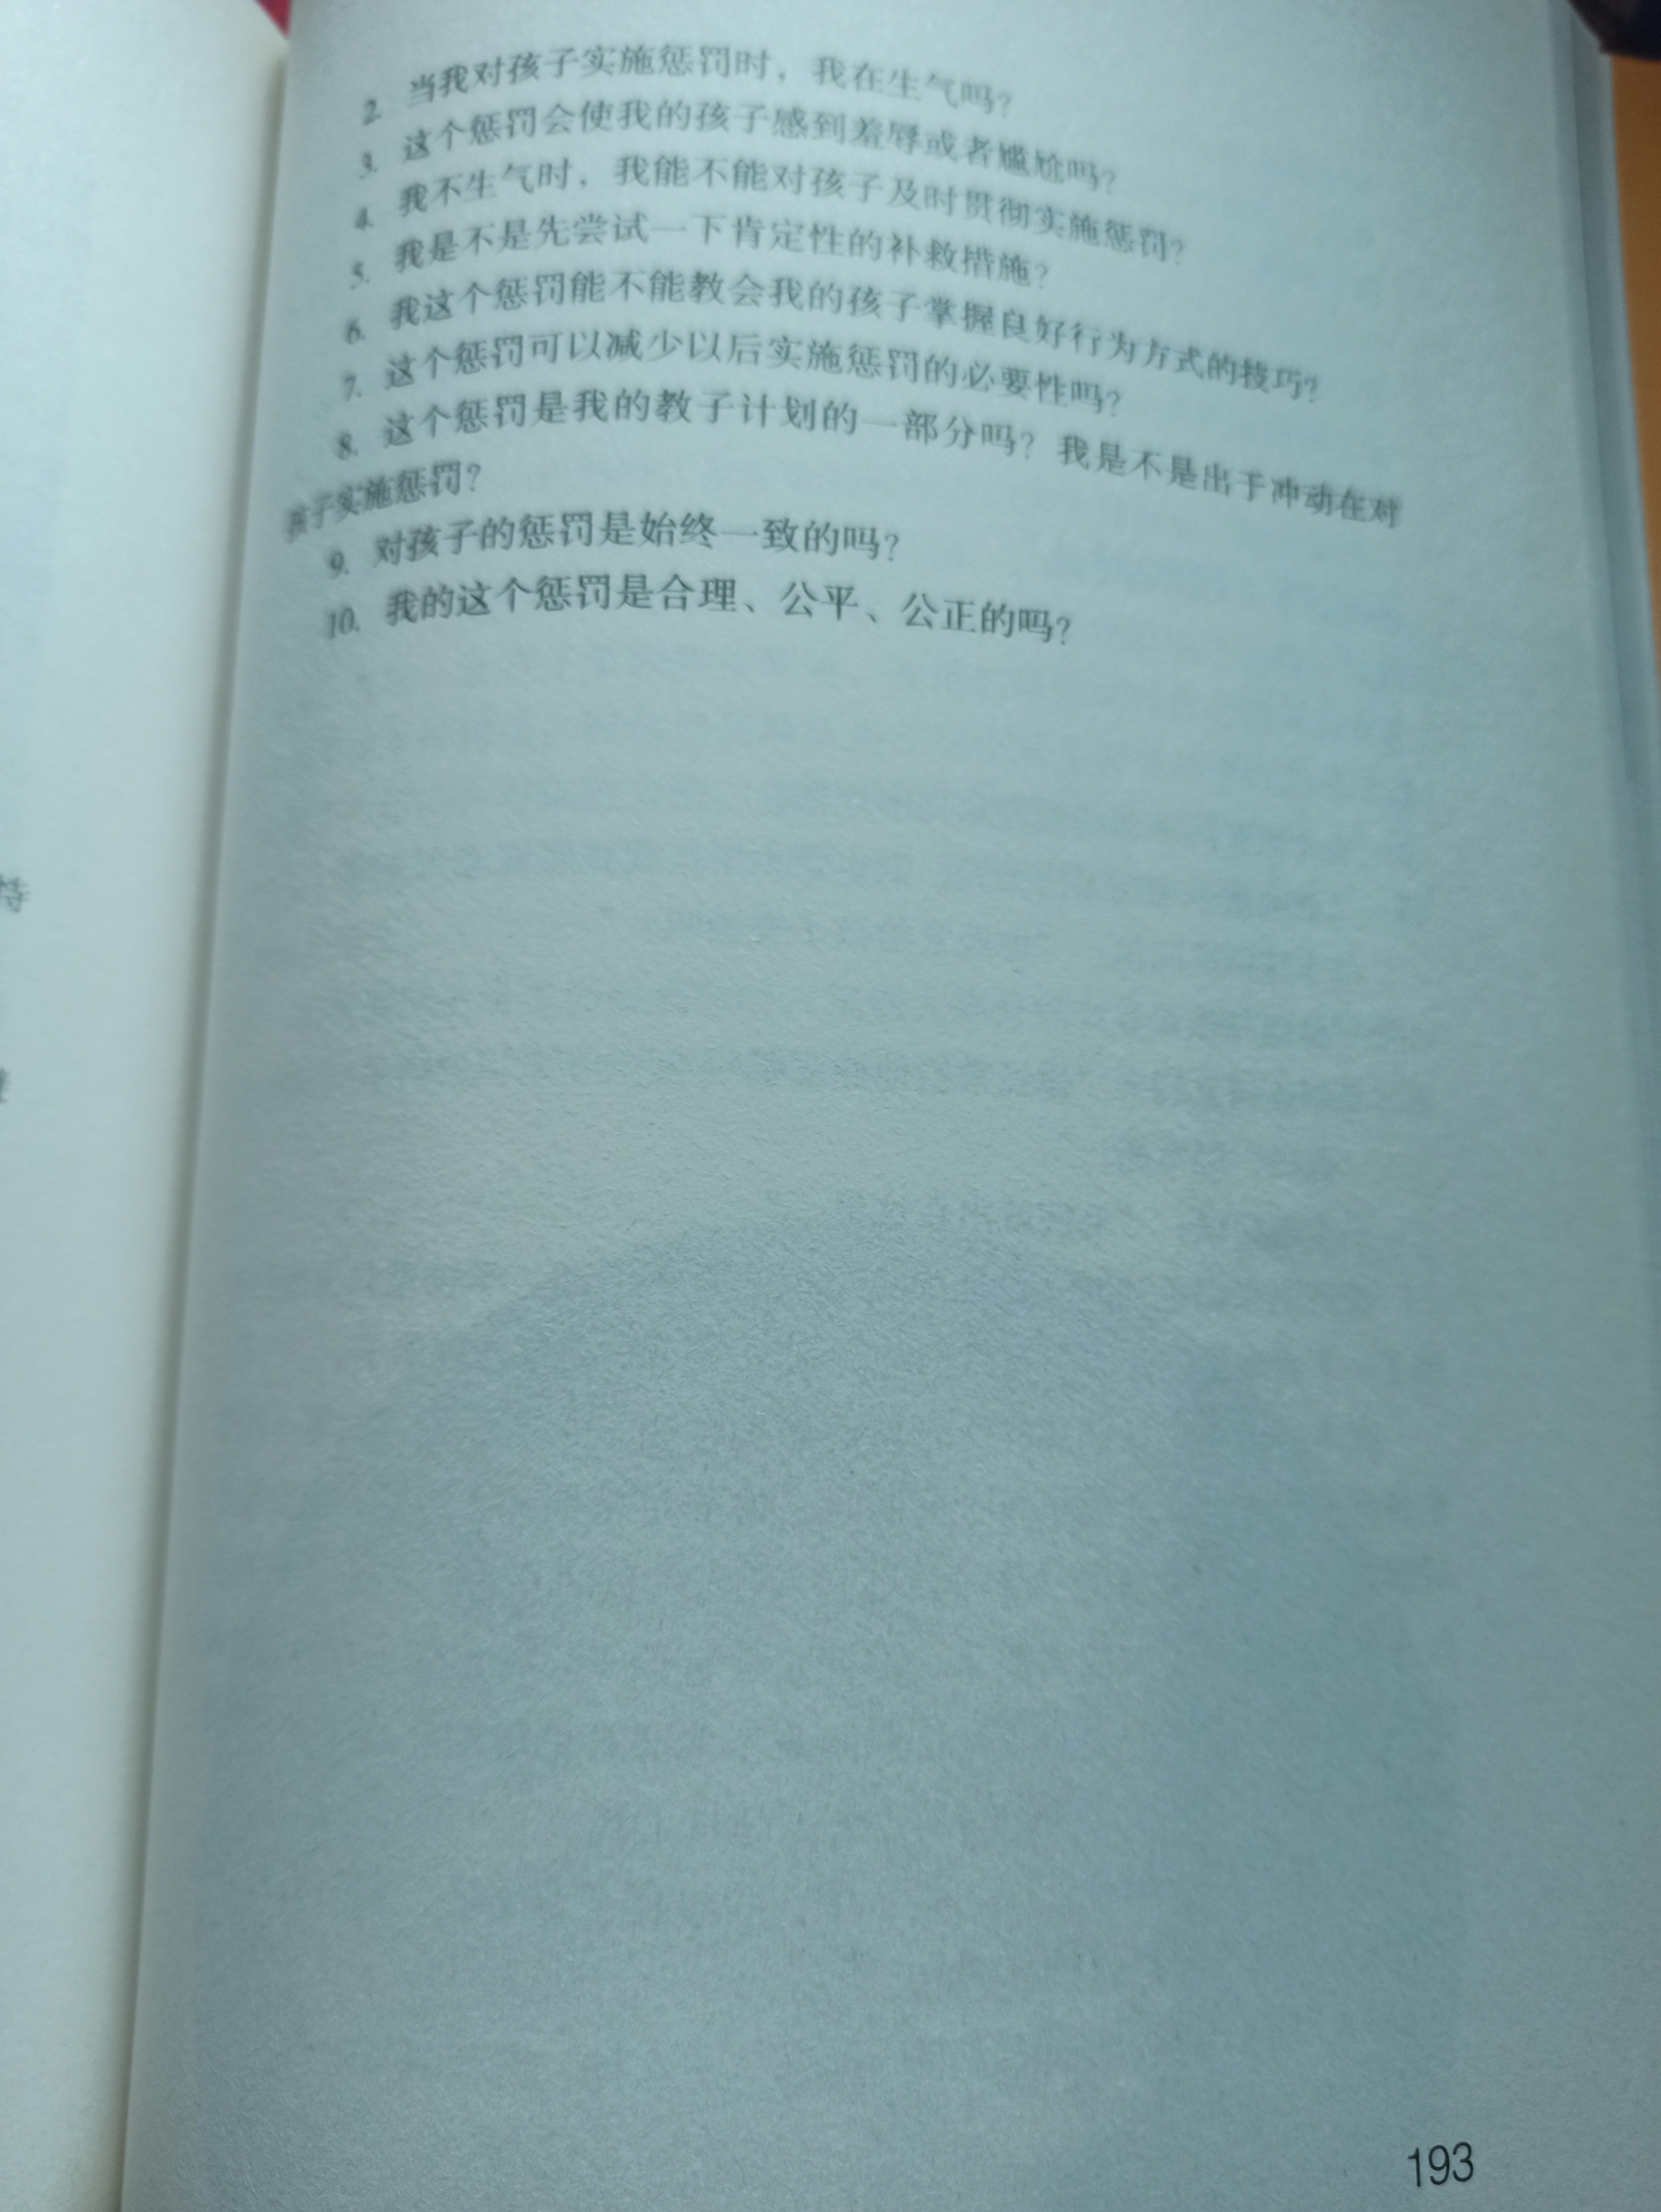 2. 当我对孩子实施惩罚时，我在生气吗？
3. 这个惩罚会使我的孩子感到羞辱或者尴尬吗？
4. 我不生气时，我能不能对孩子及时贯彻实施惩罚？
5. 我是不是先尝试一下肯定性的补救措施？
6. 我这个惩罚能不能教会我的孩子掌握良好行为方式的技巧？
7. 这个惩罚可以减少以后实施惩罚的必要性吗？
8. 这个惩罚是我的教子计划的一部分吗？我是不是出于冲动在对
孩子实施惩罚？
9. 对孩子的惩罚是始终一致的吗？
10. 我的这个惩罚是合理、公平、公正的吗？
193